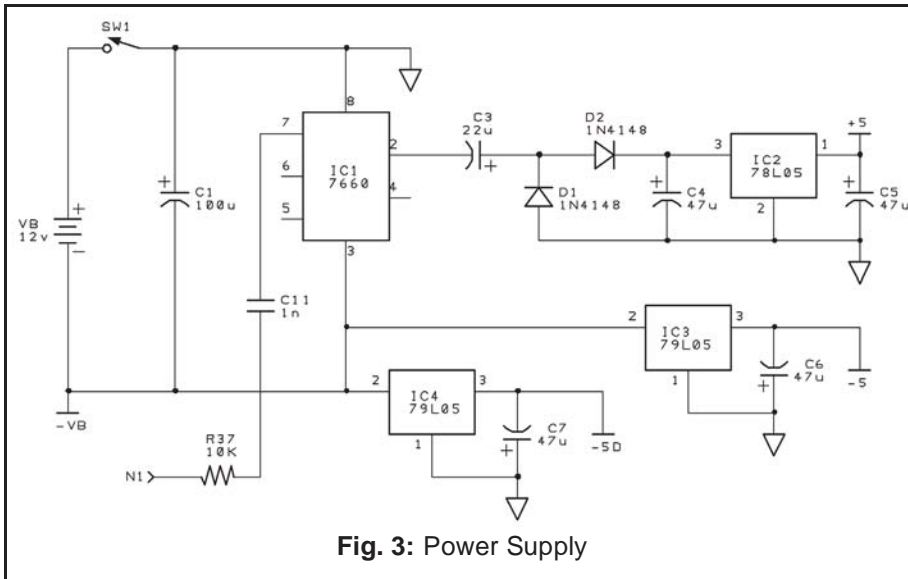 SW1
8
7
6
5
2
4
3
IC1
7660
C3
22u
+
D2
1N4148
D1
1N4148
3
IC2
78L05
1
2
+5
+
C4
47u
+
C5
47u
+
C1
100u
VB
12v
+
-
C11
1n
2
IC3
79L05
3
1
C6
47u
+
-5
2
IC4
79L05
3
1
C7
47u
+
-5D
-VB
R37
10K
N1
Fig. 3: Power Supply